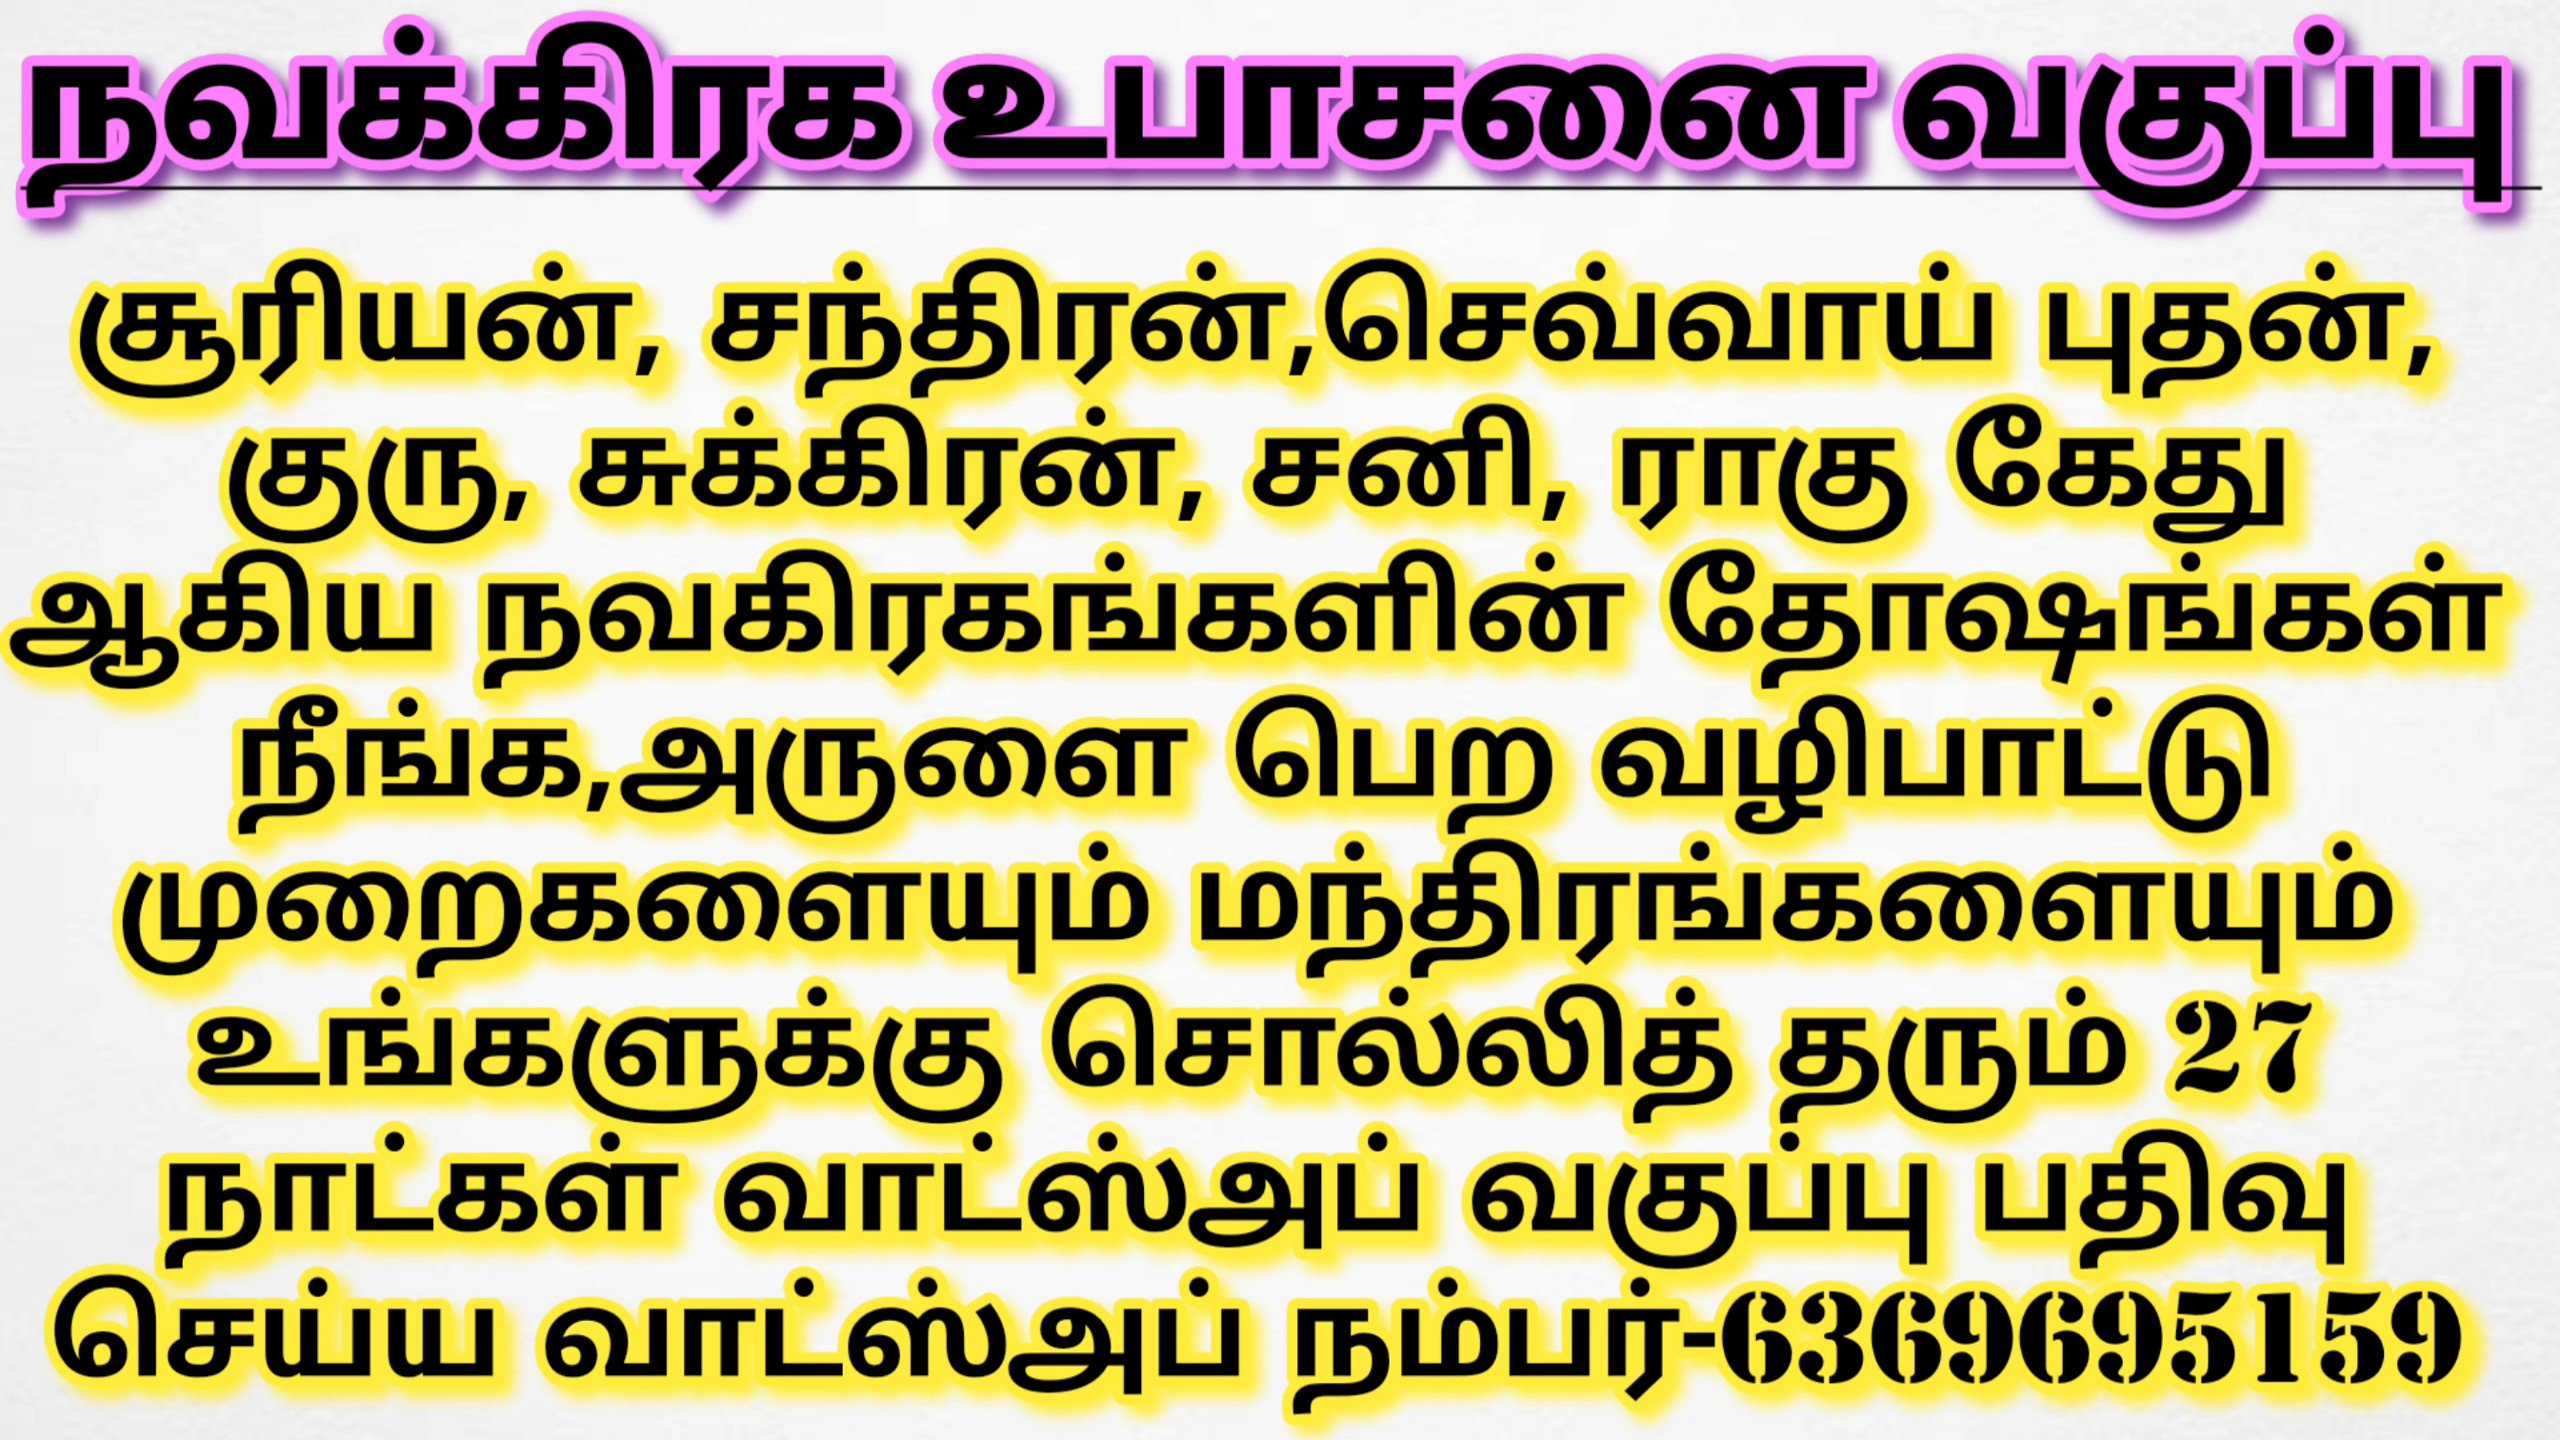 நவக்கிரக உபாசனை வகுப்பு
சூரியன், சந்திரன்,செவ்வாய் புதன்,
குரு, சுக்கிரன், சனி, ராகு கேது
ஆகிய நவகிரகங்களின் தோஷங்கள்
நீங்க,அருளை பெற வழிபாட்டு
முறைகளையும் மந்திரங்களையும்
உங்களுக்கு சொல்லித் தரும் 27
நாட்கள் வாட்ஸ்அப் வகுப்பு பதிவு
செய்ய வாட்ஸ்அப் நம்பர்-6369695159